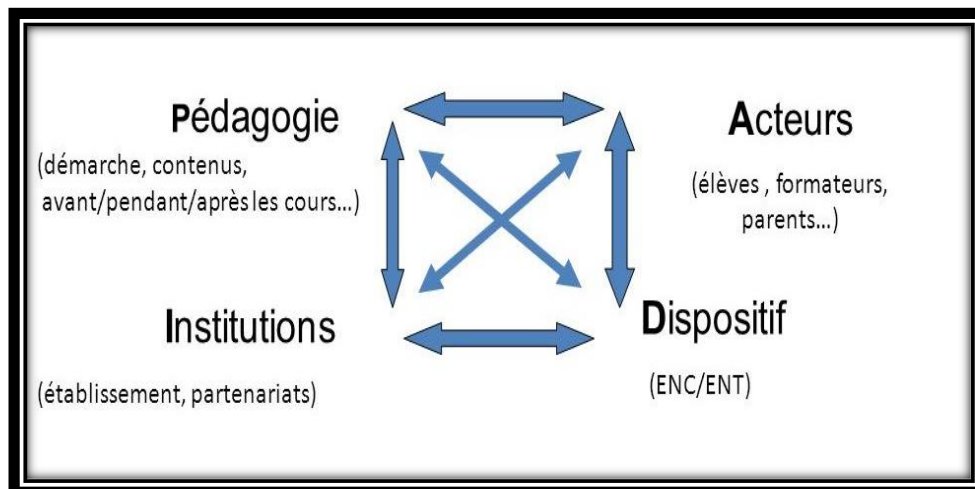 Pédagogie
(démarche, contenus,
avant/pendant/après les cours...)
Acteurs
(élèves , formateurs,
parents...)
Institutions
(établissement, partenariats)
Dispositif
(ENC/ENT)